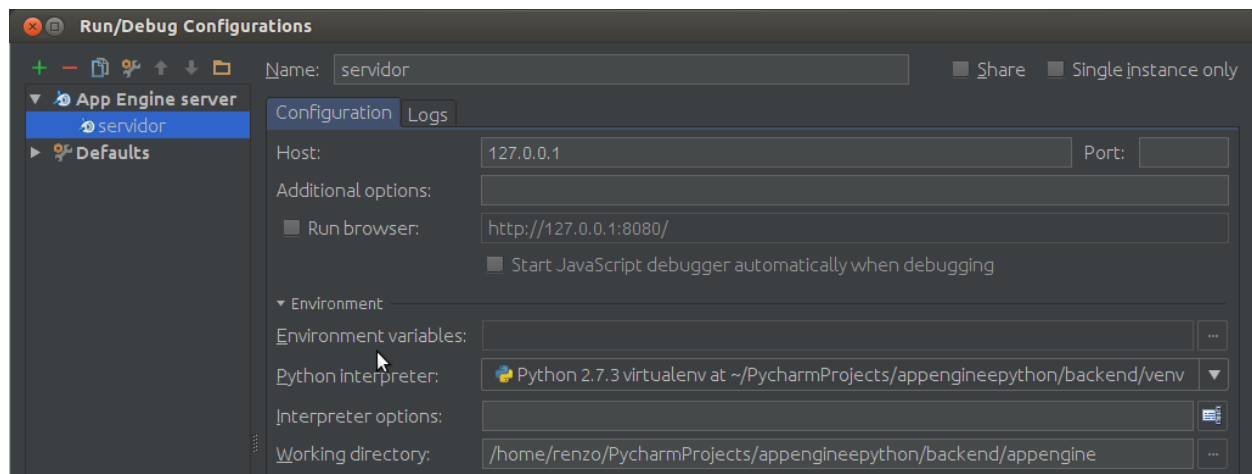 Run/Debug Configurations
Name: servidor Share Single instance only
App Engine server
servidor
Defaults
Configuration Logs
Host: 127.0.0.1 Port:
Additional options:
Run browser: http://127.0.0.1:8080/
Start JavaScript debugger automatically when debugging
Environment
Environment variables: ...
Python interpreter: Python 2.7.3 virtualenv at ~/PycharmProjects/appengineepython/backend/venv
Interpreter options:
Working directory: /home/renzo/PycharmProjects/appengineepython/backend/appengine ...